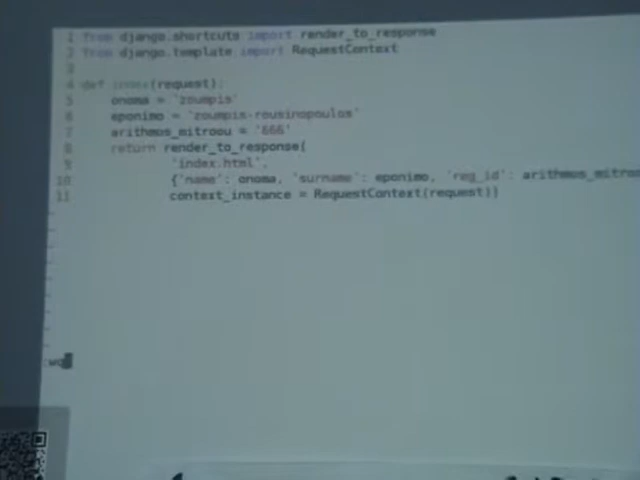 1 from django.shortcuts import render_to_response
2 from django.template import RequestContext
3
4 def index(request):
5 onoma = 'zoumpis'
6 eponimo = 'zoumpis-rousinopoulos'
7 arithmos_mitroou = '666'
8 return render_to_response(
9 'index.html',
10 {'name': onoma, 'surname': eponimo, 'reg_id': arithmos_mitroo
11 context_instance = RequestContext(request))
:wq